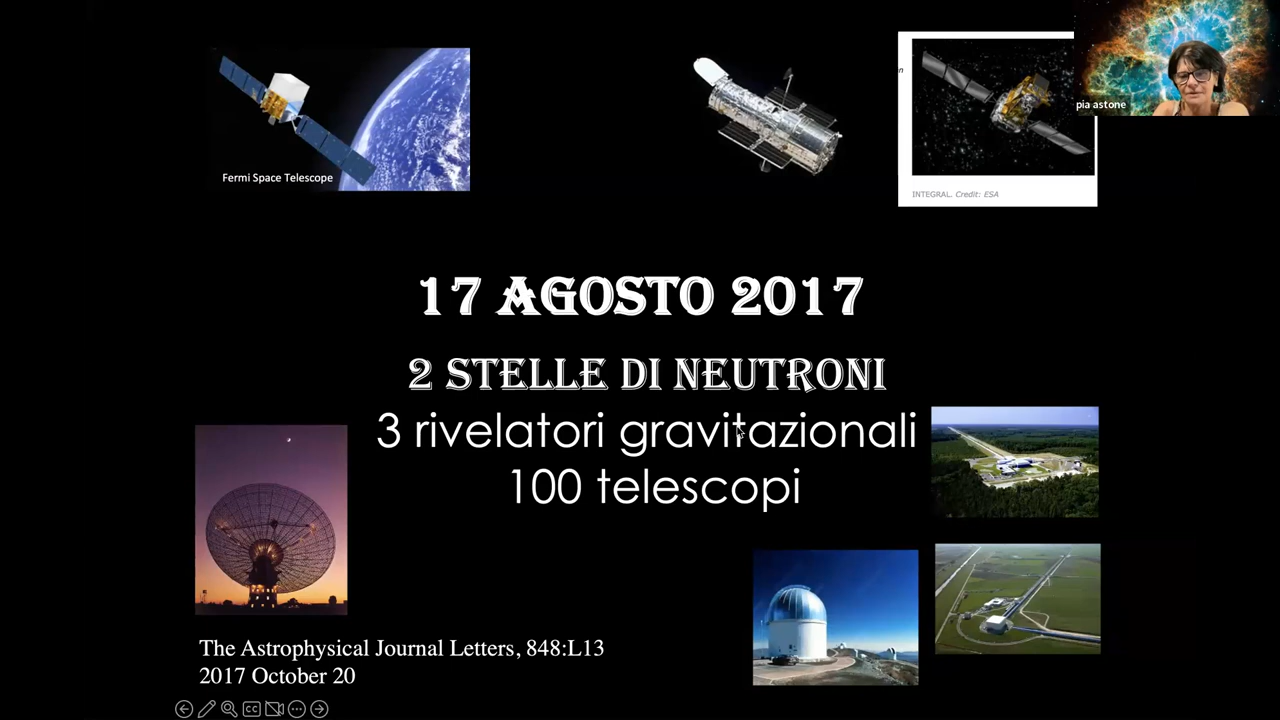 pia astone
Fermi Space Telescope
n
INTEGRAL. Credit: ESA
17 AGOSTO 2017
2 STELLE DI NEUTRONI
3 rivelatori gravitazionali
100 telescopi
The Astrophysical Journal Letters, 848:L13
2017 October 20
CC